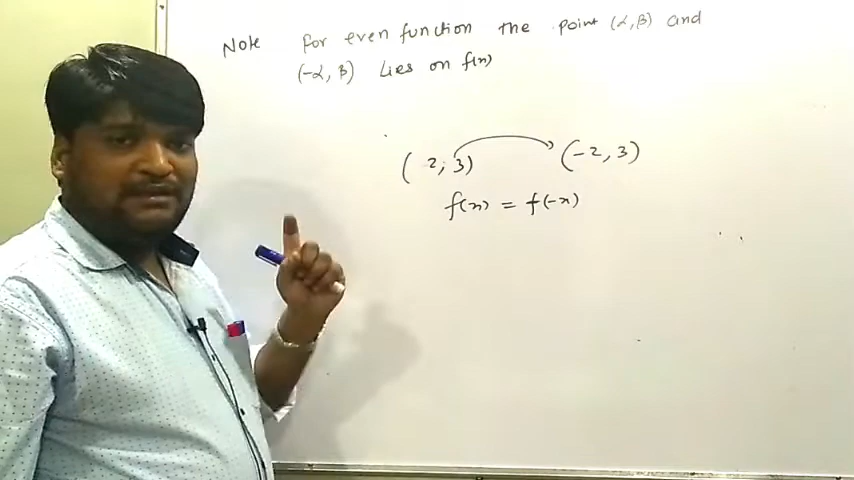 Note for even function the point (α,β) and
(-α, β) Lies on f(x)
(2,3) (-2,3)
f(x) = f(-x)